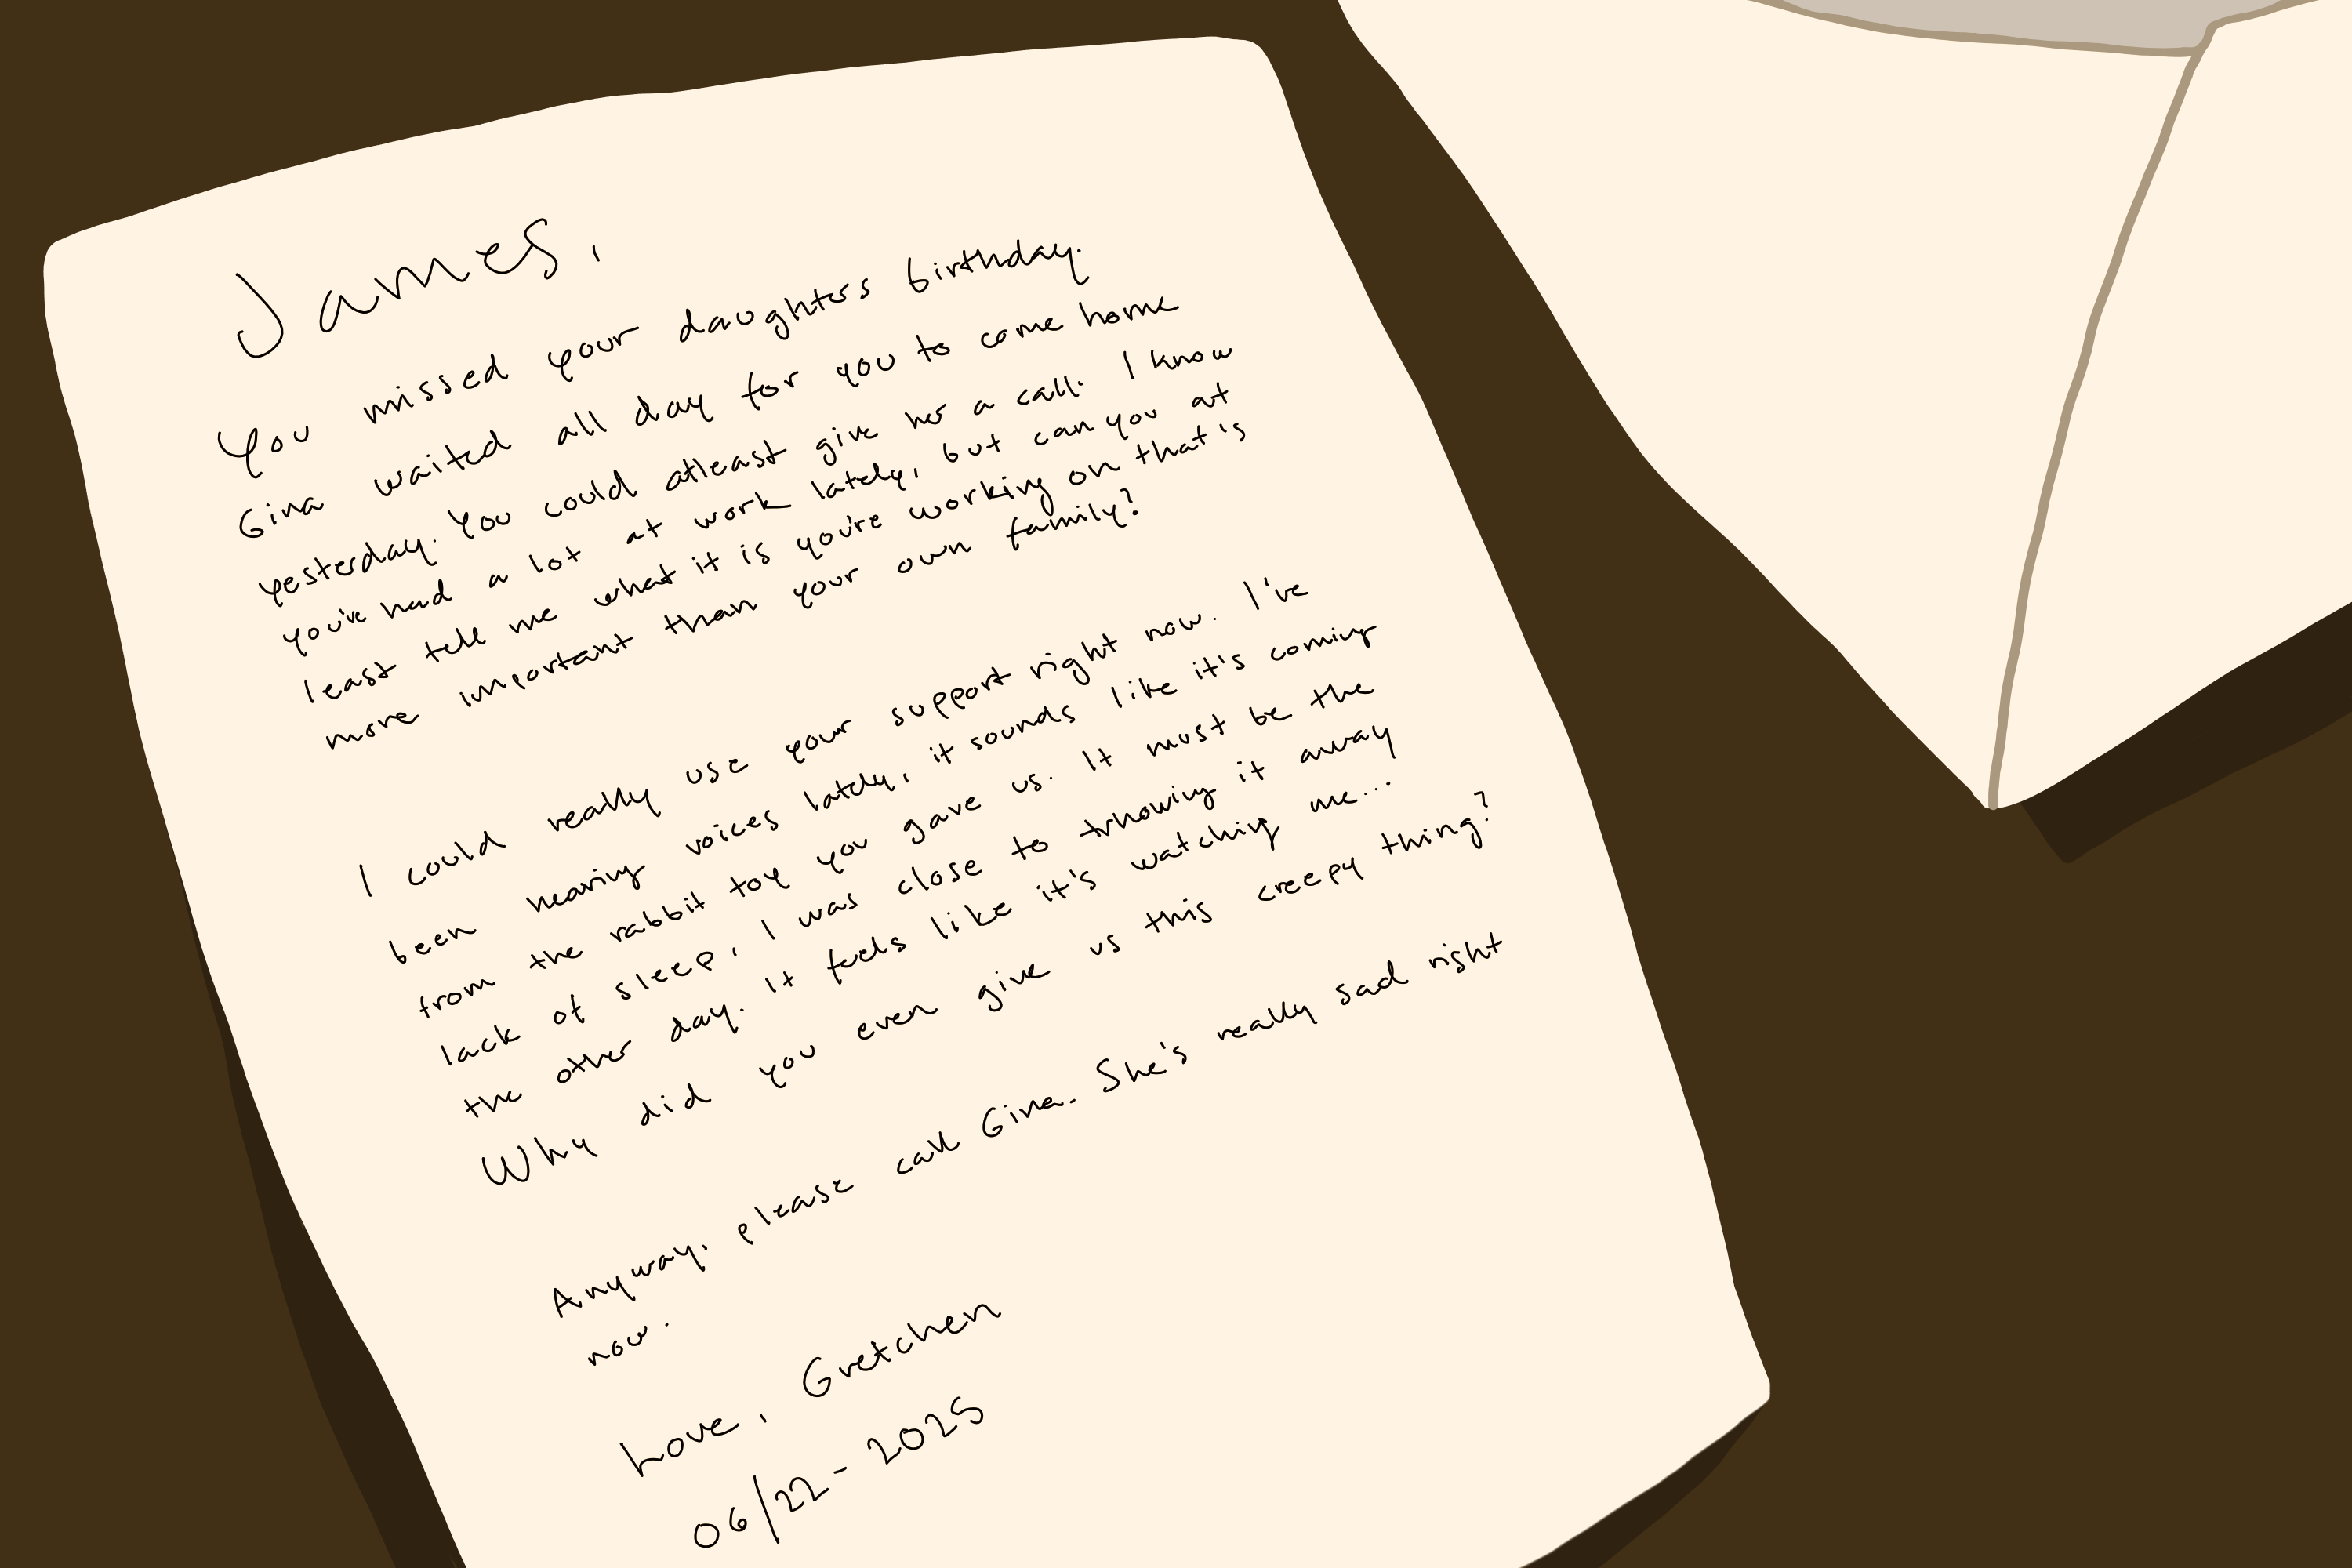 James,
You missed your daughters birthday.
Gina waited all day for you to come home
yesterday. You could atleast give her a call. I know
you've had a lot at work lately, but can you at
least tell me what it is you're working on that's
more important than your own family?
I could really use your support right now. I've
been hearing voices lately, it sounds like it's coming
from the rabbit toy you gave us. It must be the
lack of sleep, I was close to throwing it away
the other day. It feels like it's watching me...
Why did you even give us this creepy thing?
Anyway, please call Gina. She's really sad right
now.
Love, Gretchen
06/22-2025